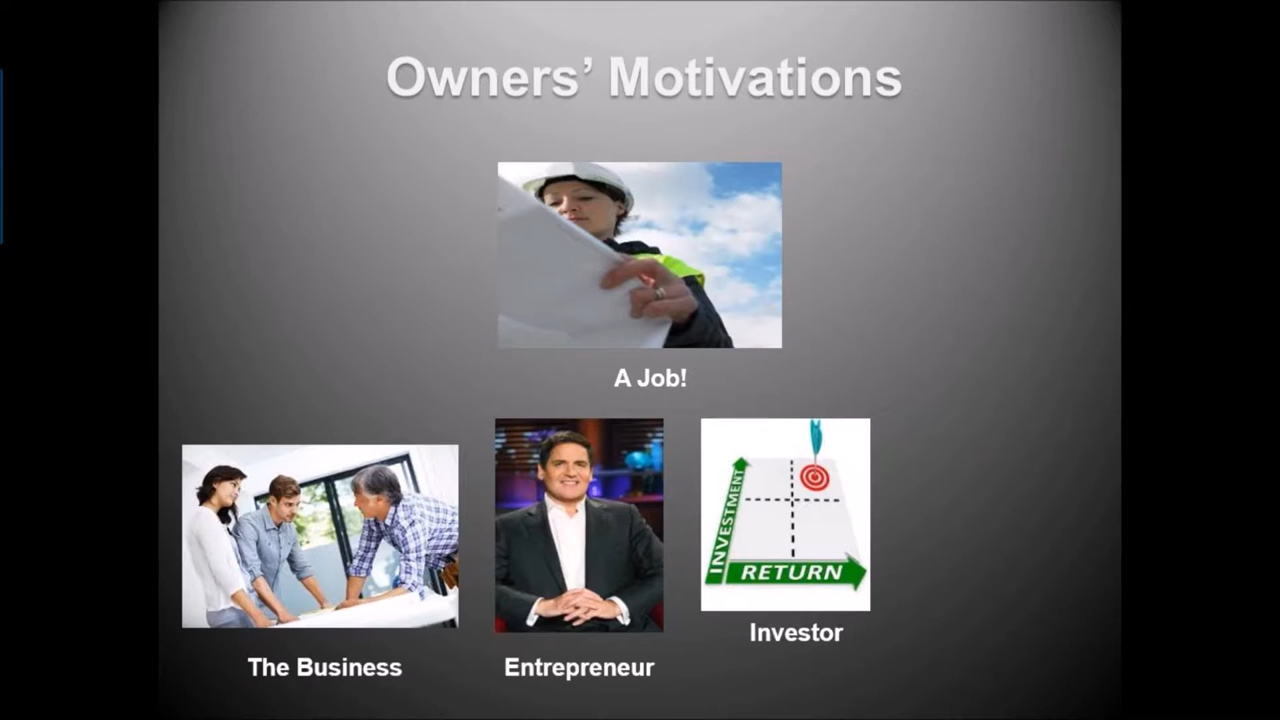 Owners’ Motivations
A Job!
INVESTMENT
RETURN
Investor
The Business
Entrepreneur